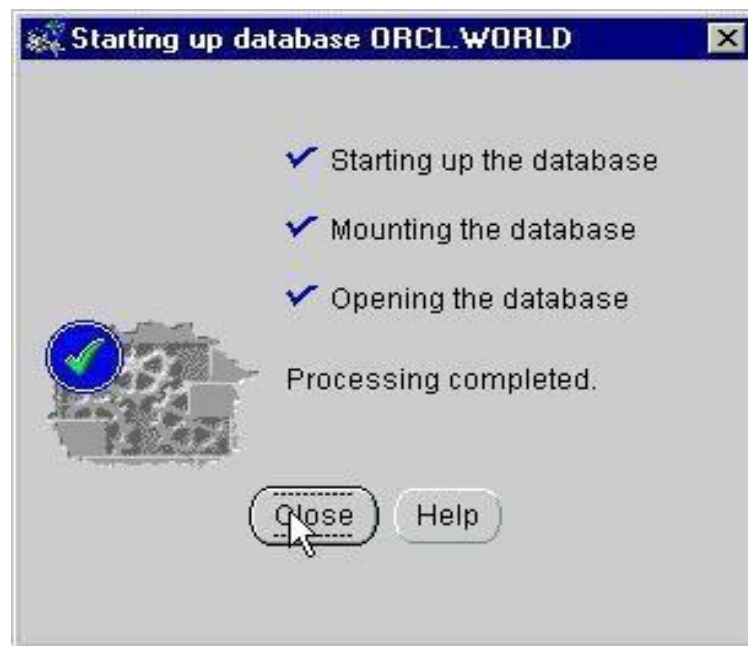 Starting up database ORCL.WORLD
Starting up the database
Mounting the database
Opening the database
Processing completed.
Close Help